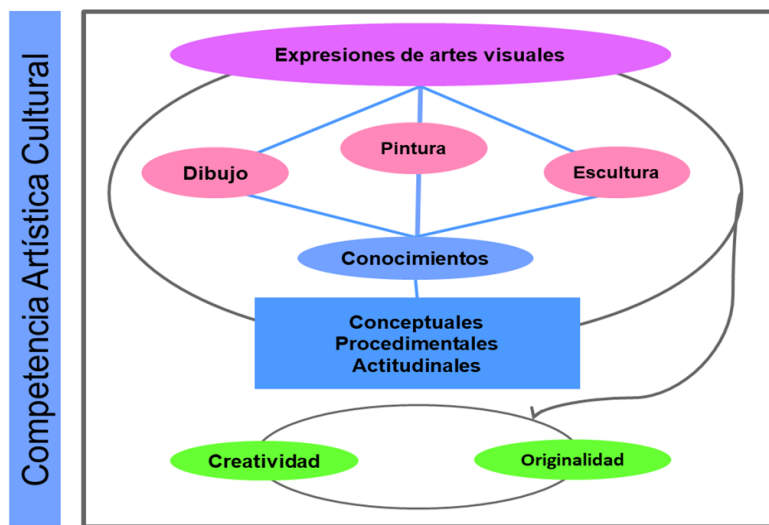 Competencia Artística Cultural
Expresiones de artes visuales
Dibujo
Pintura
Escultura
Conocimientos
Conceptuales
Procedimentales
Actitudinales
Creatividad
Originalidad